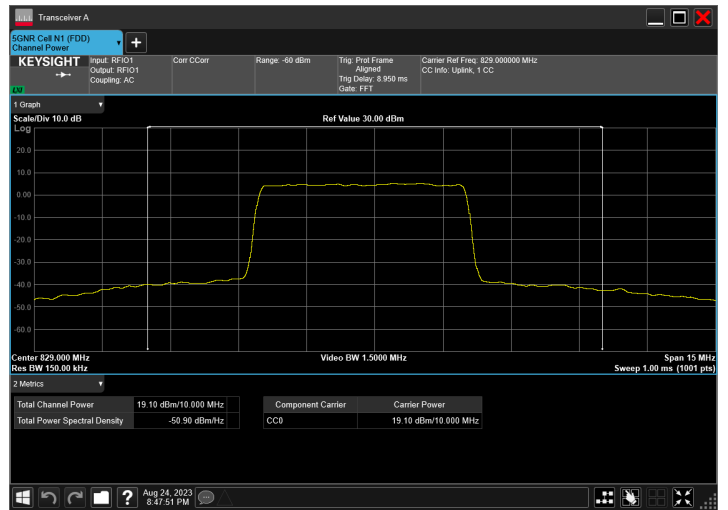 Transceiver A
5GNR Cell N1 (FDD)
Channel Power
KEYSIGHT
Input: RFIO1
Output: RFIO1
Coupling: AC
Corr CCorr
Range: -60 dBm
Trig: Prot Frame
Aligned
Trig Delay: 8.950 ms
Gate: FFT
Carrier Ref Freq: 829.000000 MHz
CC Info: Uplink, 1 CC
LXI
1 Graph
Scale/Div 10.0 dB
Ref Value 30.00 dBm
Log
20.0
10.0
0.00
-10.0
-20.0
-30.0
-40.0
-50.0
-60.0
Center 829.000 MHz
Video BW 1.5000 MHz
Span 15 MHz
Res BW 150.00 kHz
Sweep 1.00 ms (1001 pts)
2 Metrics
Total Channel Power 19.10 dBm/10.000 MHz
Total Power Spectral Density -50.90 dBm/Hz
Component Carrier Carrier Power
CC0 19.10 dBm/10.000 MHz
Aug 24, 2023
8:47:51 PM